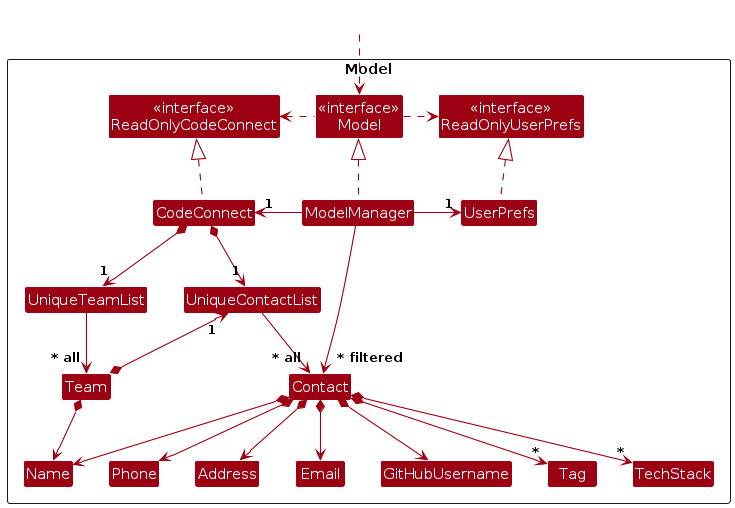 Model
«interface»
ReadOnlyCodeConnect
«interface»
Model
«interface»
ReadOnlyUserPrefs
CodeConnect
1
ModelManager
1
UserPrefs
1
1
UniqueTeamList
UniqueContactList
1
* all
* all
* filtered
Team
Contact
*
*
Name
Phone
Address
Email
GitHubUsername
Tag
TechStack